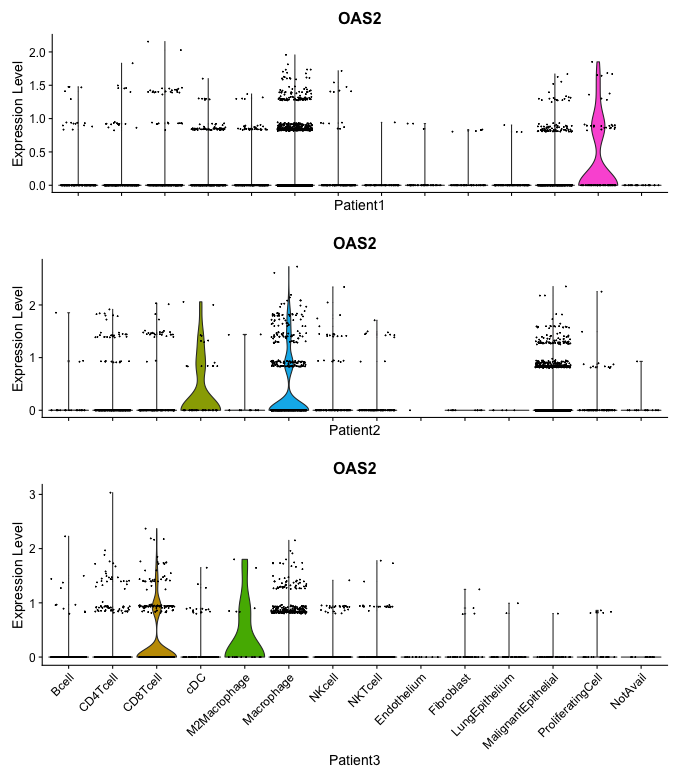 OAS2
2.0
1.5
1.0
0.5
0.0
Expression Level
Patient1
OAS2
2
1
0
Expression Level
Patient2
OAS2
3
2
1
0
Expression Level
Bcell
CD4Tcell
CD8Tcell
cDC
M2Macrophage
Macrophage
NKcell
NKTcell
Endothelium
Fibroblast
LungEpithelium
MalignantEpithelial
ProliferatingCell
NotAvail
Patient3